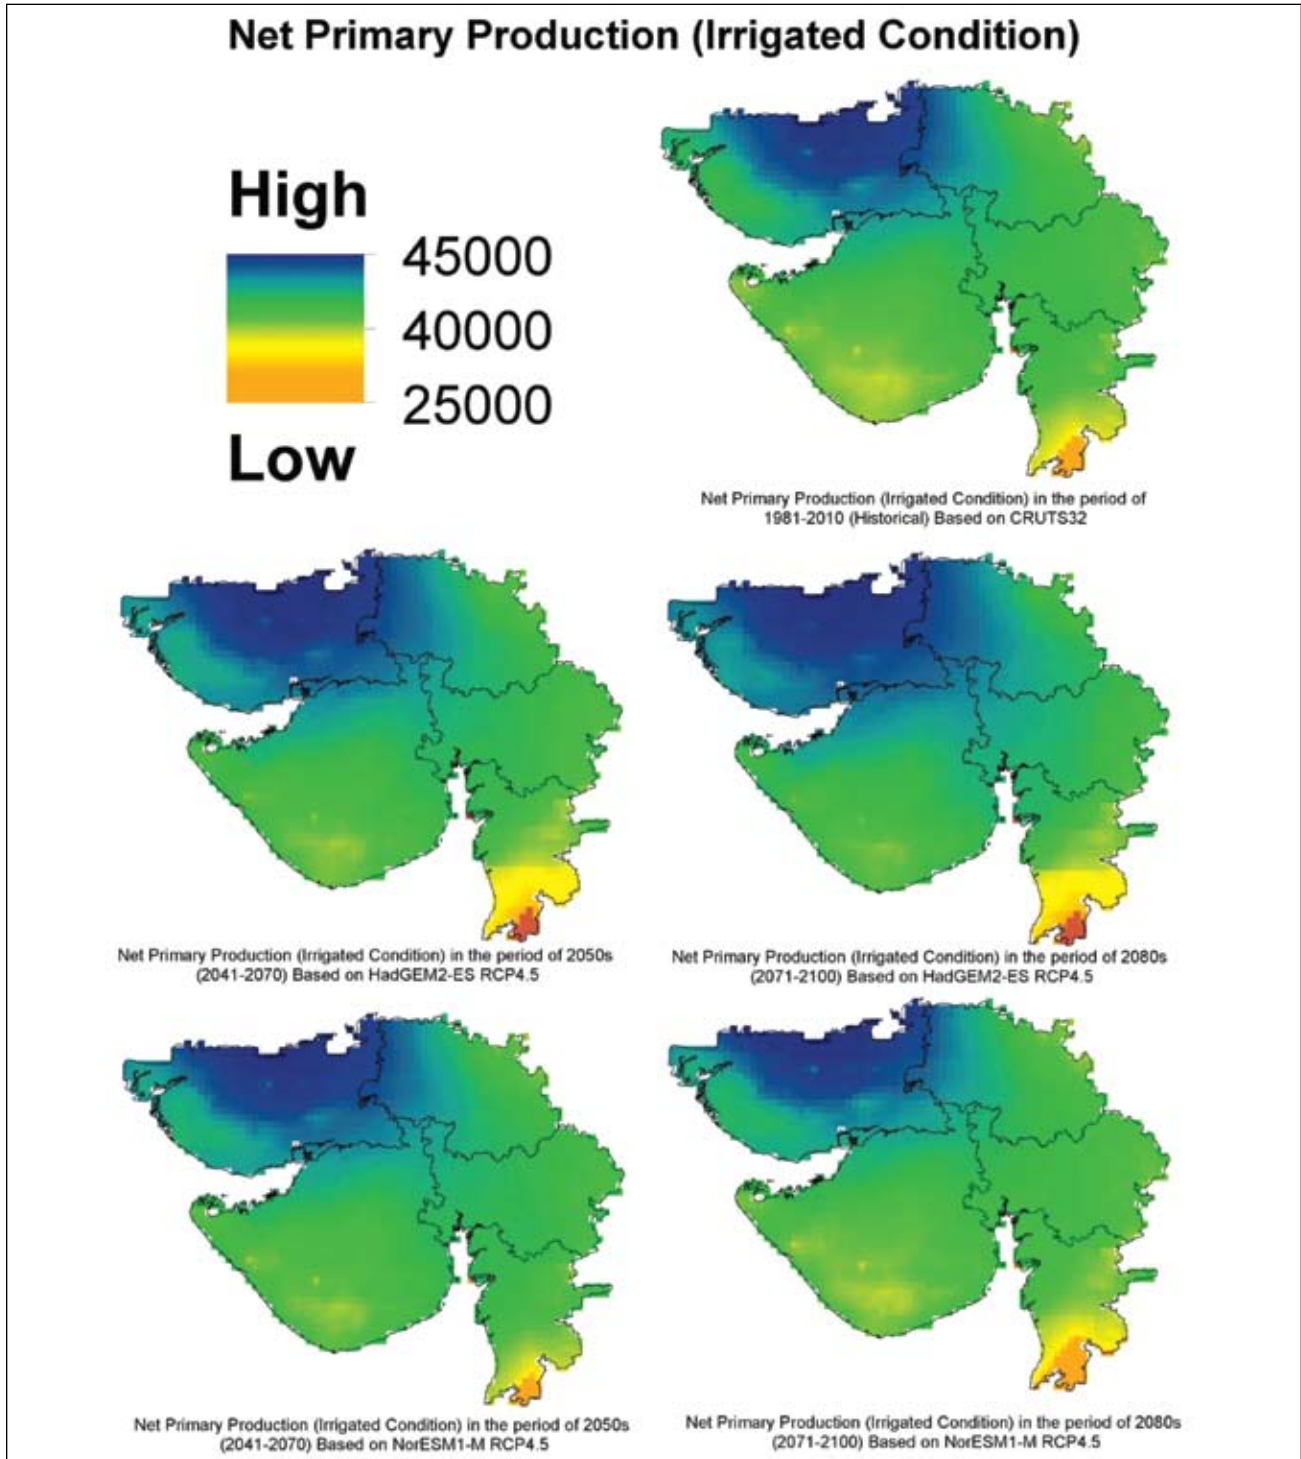 Net Primary Production (Irrigated Condition)
High
45000
40000
25000
Low
Net Primary Production (Irrigated Condition) in the period of
1981-2010 (Historical) Based on CRUTS32
Net Primary Production (Irrigated Condition) in the period of 2050s
(2041-2070) Based on HadGEM2-ES RCP4.5
Net Primary Production (Irrigated Condition) in the period of 2080s
(2071-2100) Based on HadGEM2-ES RCP4.5
Net Primary Production (Irrigated Condition) in the period of 2050s
(2041-2070) Based on NorESM1-M RCP4.5
Net Primary Production (Irrigated Condition) in the period of 2080s
(2071-2100) Based on NorESM1-M RCP4.5